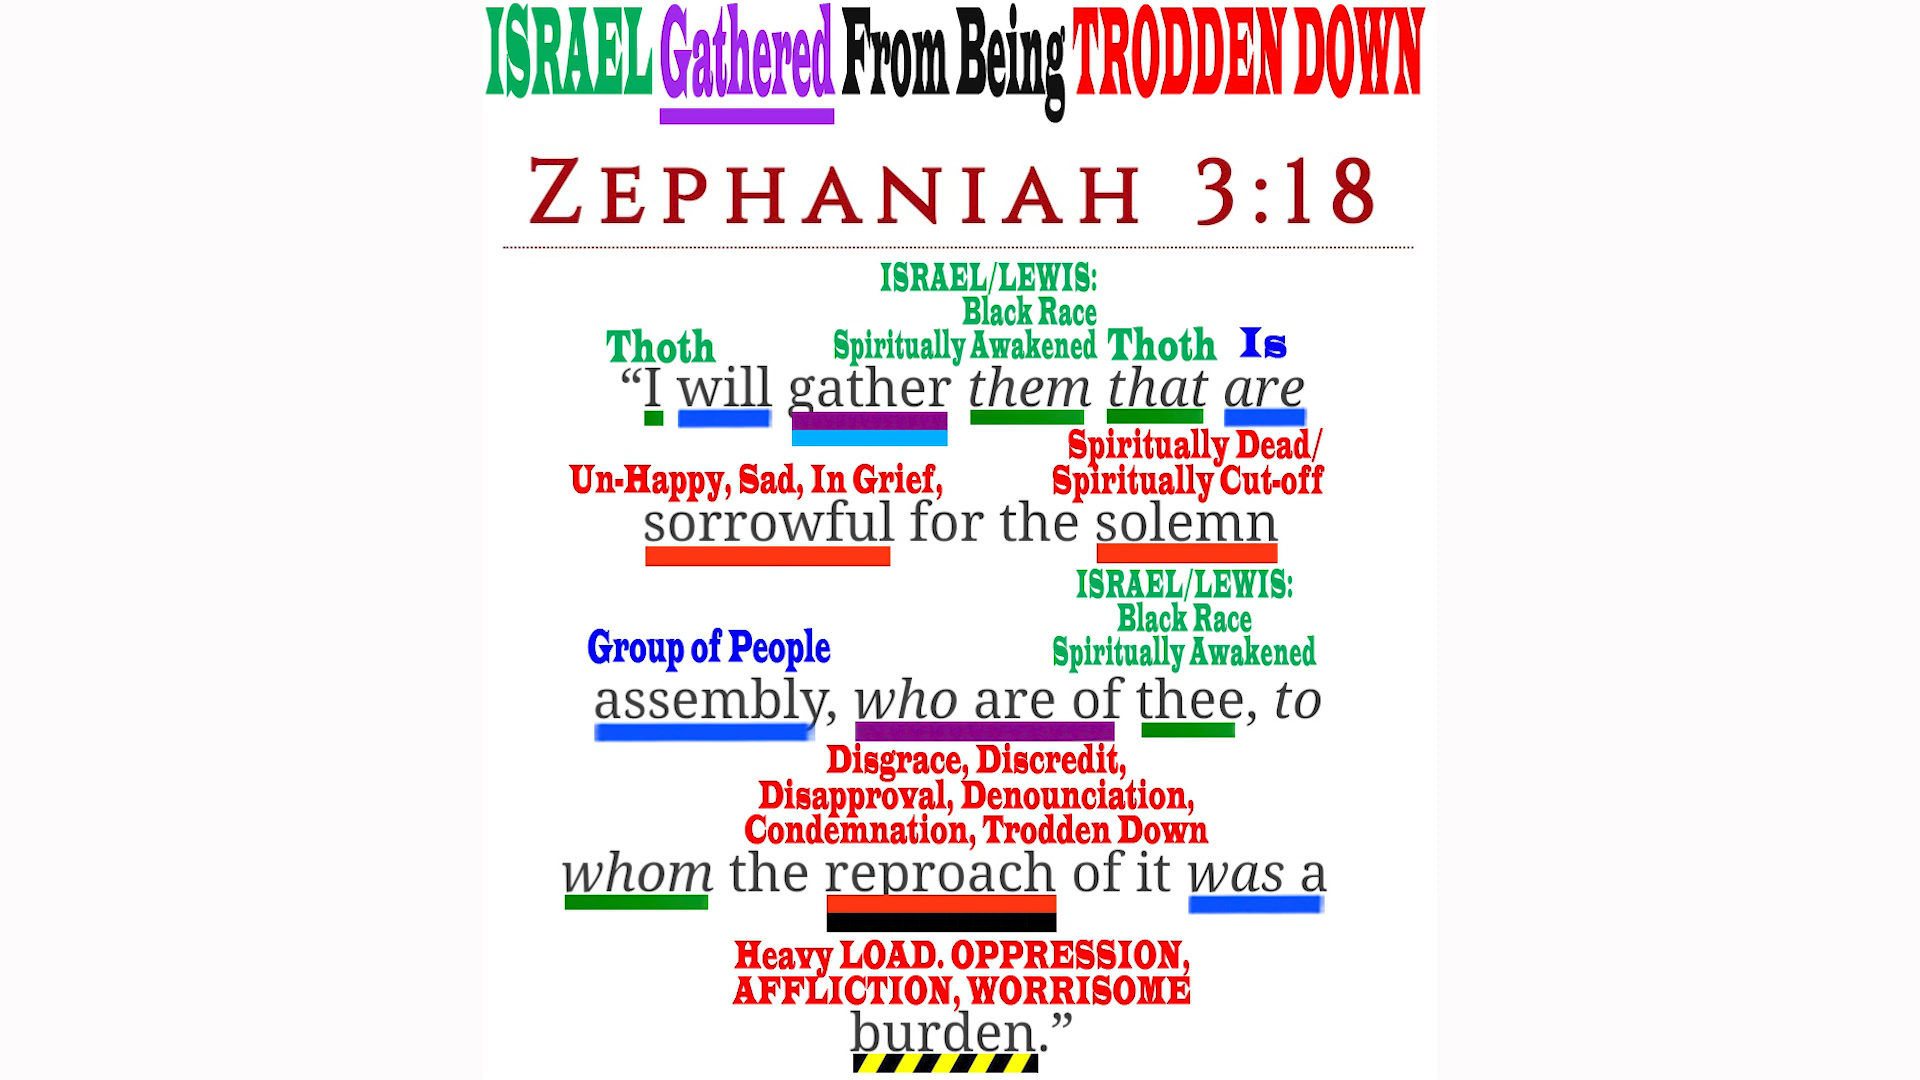 ISRAEL Gathered From Being TRODDEN DOWN
ZEPHANIAH 3:18
ISRAEL/LEWIS:
Black Race
Thoth Spiritually Awakened Thoth Is
“I will gather them that are
Spiritually Dead/
Un-Happy, Sad, In Grief, Spiritually Cut-off
sorrowful for the solemn
ISRAEL/LEWIS:
Black Race
Group of People Spiritually Awakened
assembly, who are of thee, to
Disgrace, Discredit,
Disapproval, Denounciation,
Condemnation, Trodden Down
whom the reproach of it was a
Heavy LOAD. OPPRESSION,
AFFLICTION, WORRISOME
burden.”